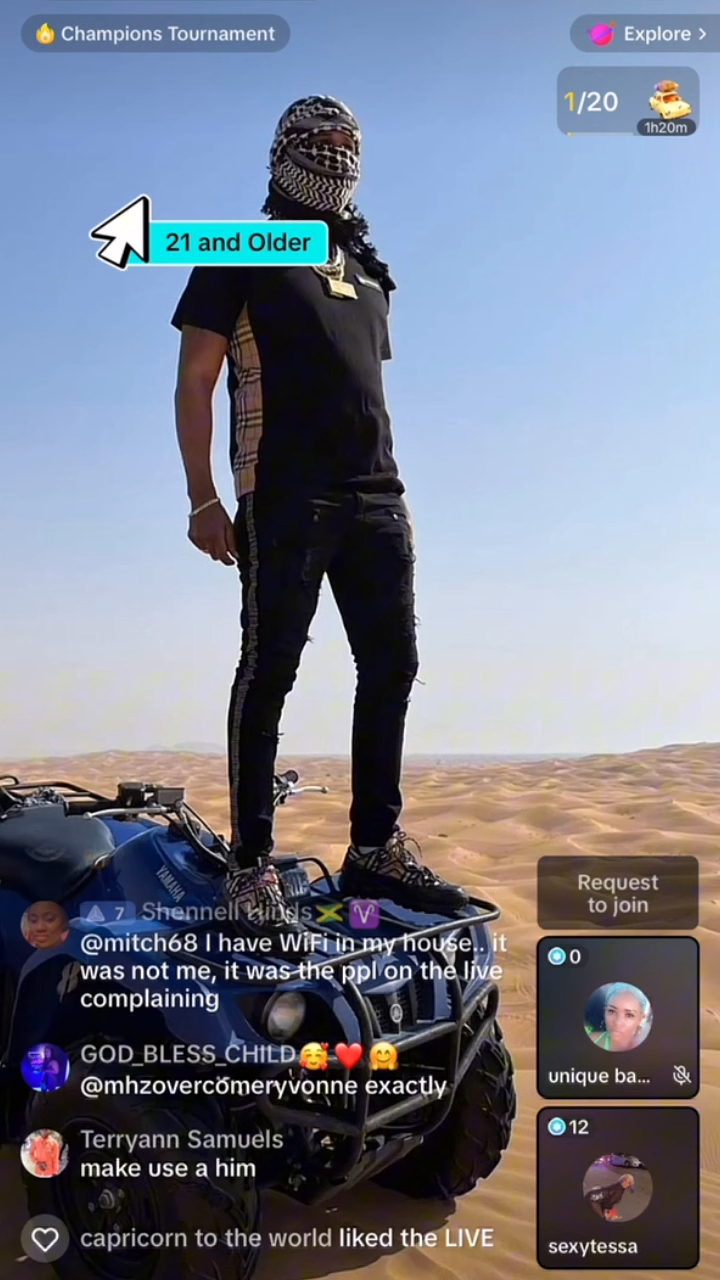 Champions Tournament
Explore
1/20
1h20m
21 and Older
YAMAHA
Request
to join
7 Shennell Hinds
@mitch68 I have WiFi in my house.. it
was not me, it was the ppl on the live
complaining
0
unique ba...
GOD_BLESS_CHILD
@mhzovercomeryvonne exactly
12
sexytessa
Terryann Samuels
make use a him
capricorn to the world liked the LIVE